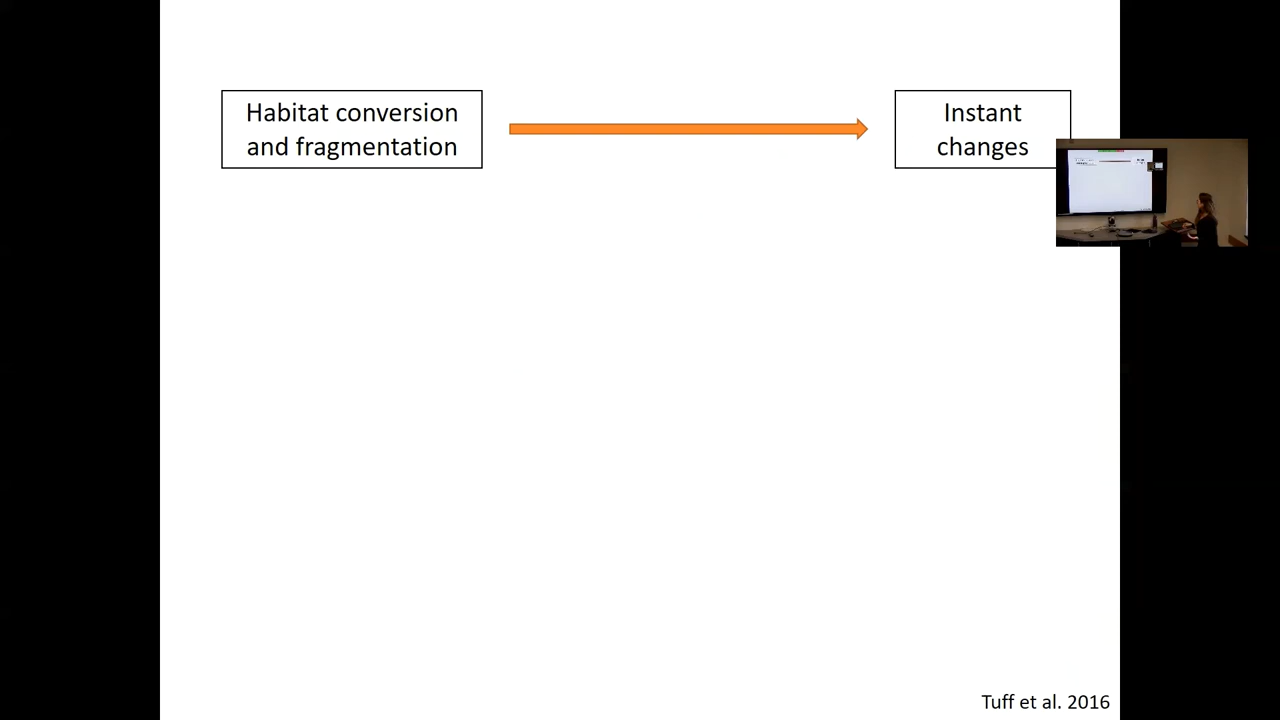 Habitat conversion
and fragmentation
Instant
changes
Tuff et al. 2016